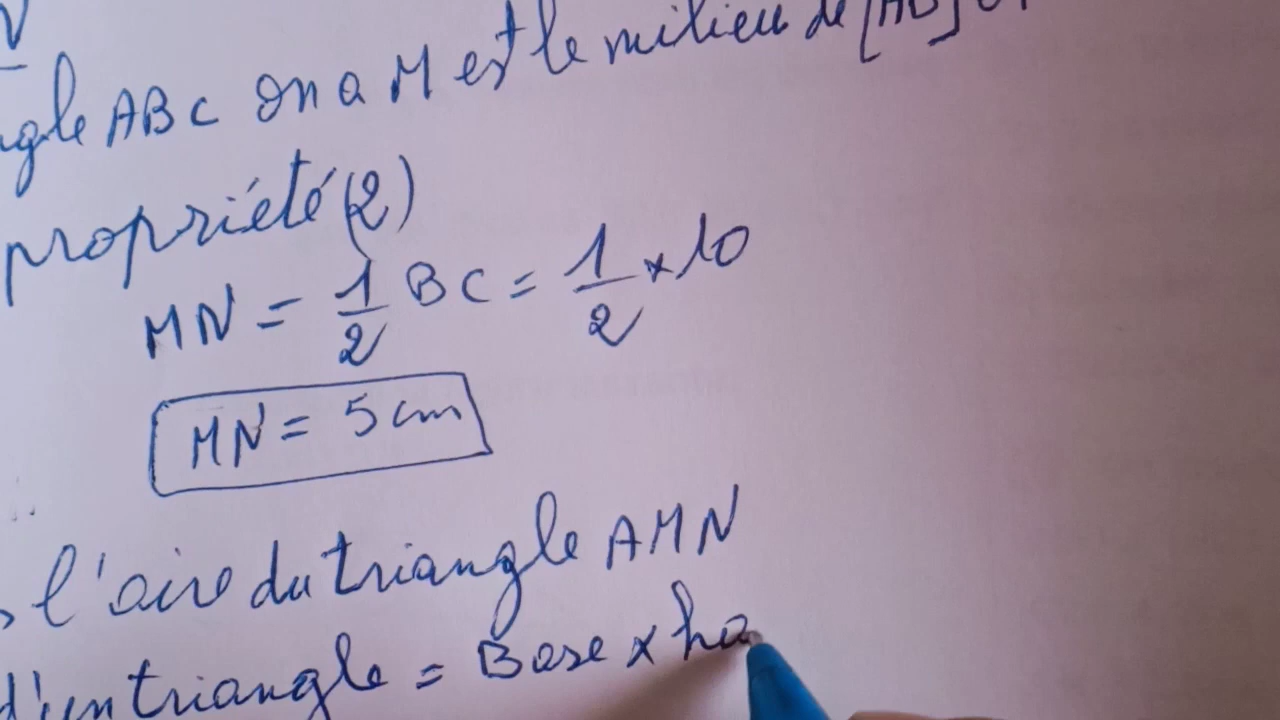 ABC on a M est le milieu de [AB]
propriété (2)
MN = 1/2 BC = 1/2 × 10
MN = 5 cm
l'aire du triangle AMN
d'un triangle = Base × ha